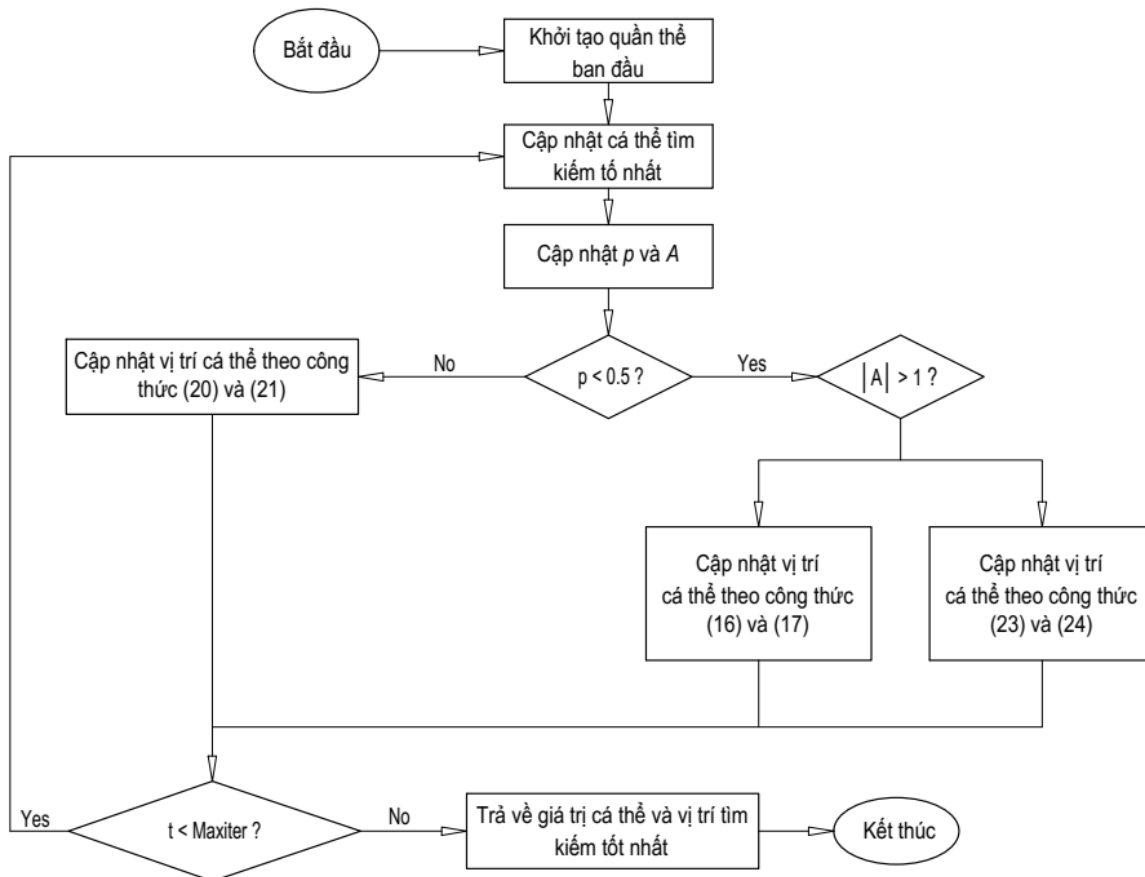 Bắt đầu
Khởi tạo quần thể
ban đầu
Cập nhật cá thể tìm
kiếm tố nhất
Cập nhật p và A
Cập nhật vị trí cá thể theo công
thức (20) và (21)
No
p < 0.5 ?
Yes
|A| > 1 ?
Cập nhật vị trí
cá thể theo công thức
(16) và (17)
Cập nhật vị trí
cá thể theo công thức
(23) và (24)
Yes
t < Maxiter ?
No
Trả về giá trị cá thể và vị trí tìm
kiếm tốt nhất
Kết thúc